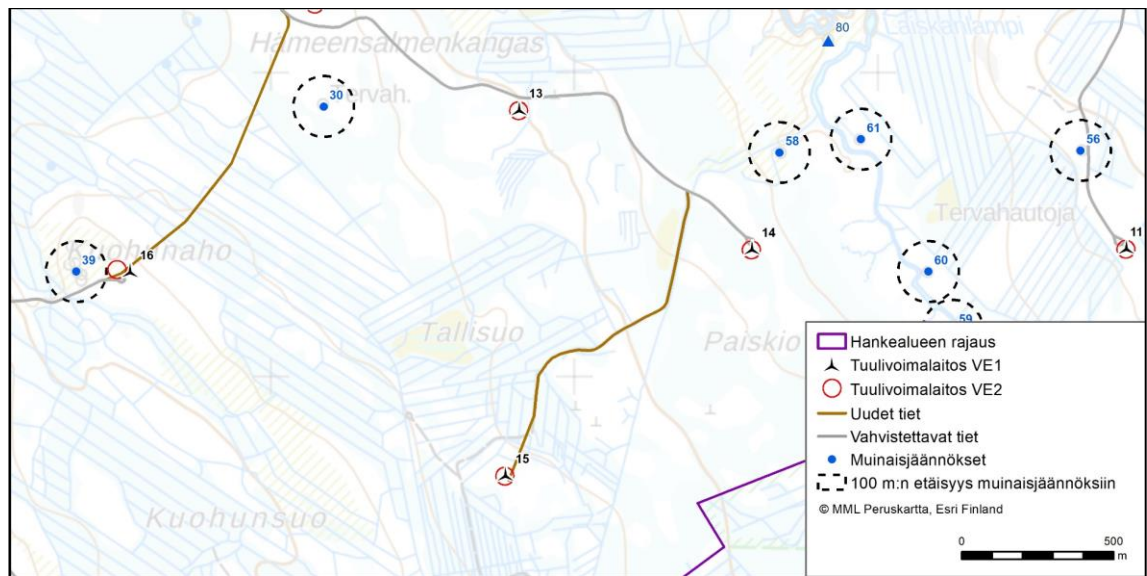 Laiskanlampi
80
Hämeensalmenkangas
30
Tervah.
13
61
58
56
Tervahautoja
14
11
Kuohunaho
39
16
60
59
Tallisuo
Paiskio
15
Kuohunsuo
Hankealueen rajaus
Tuulivoimalaitos VE1
Tuulivoimalaitos VE2
Uudet tiet
Vahvistettavat tiet
Muinaisjäännökset
100 m:n etäisyys muinaisjäännöksiin
© MML Peruskartta, Esri Finland
0 500
m